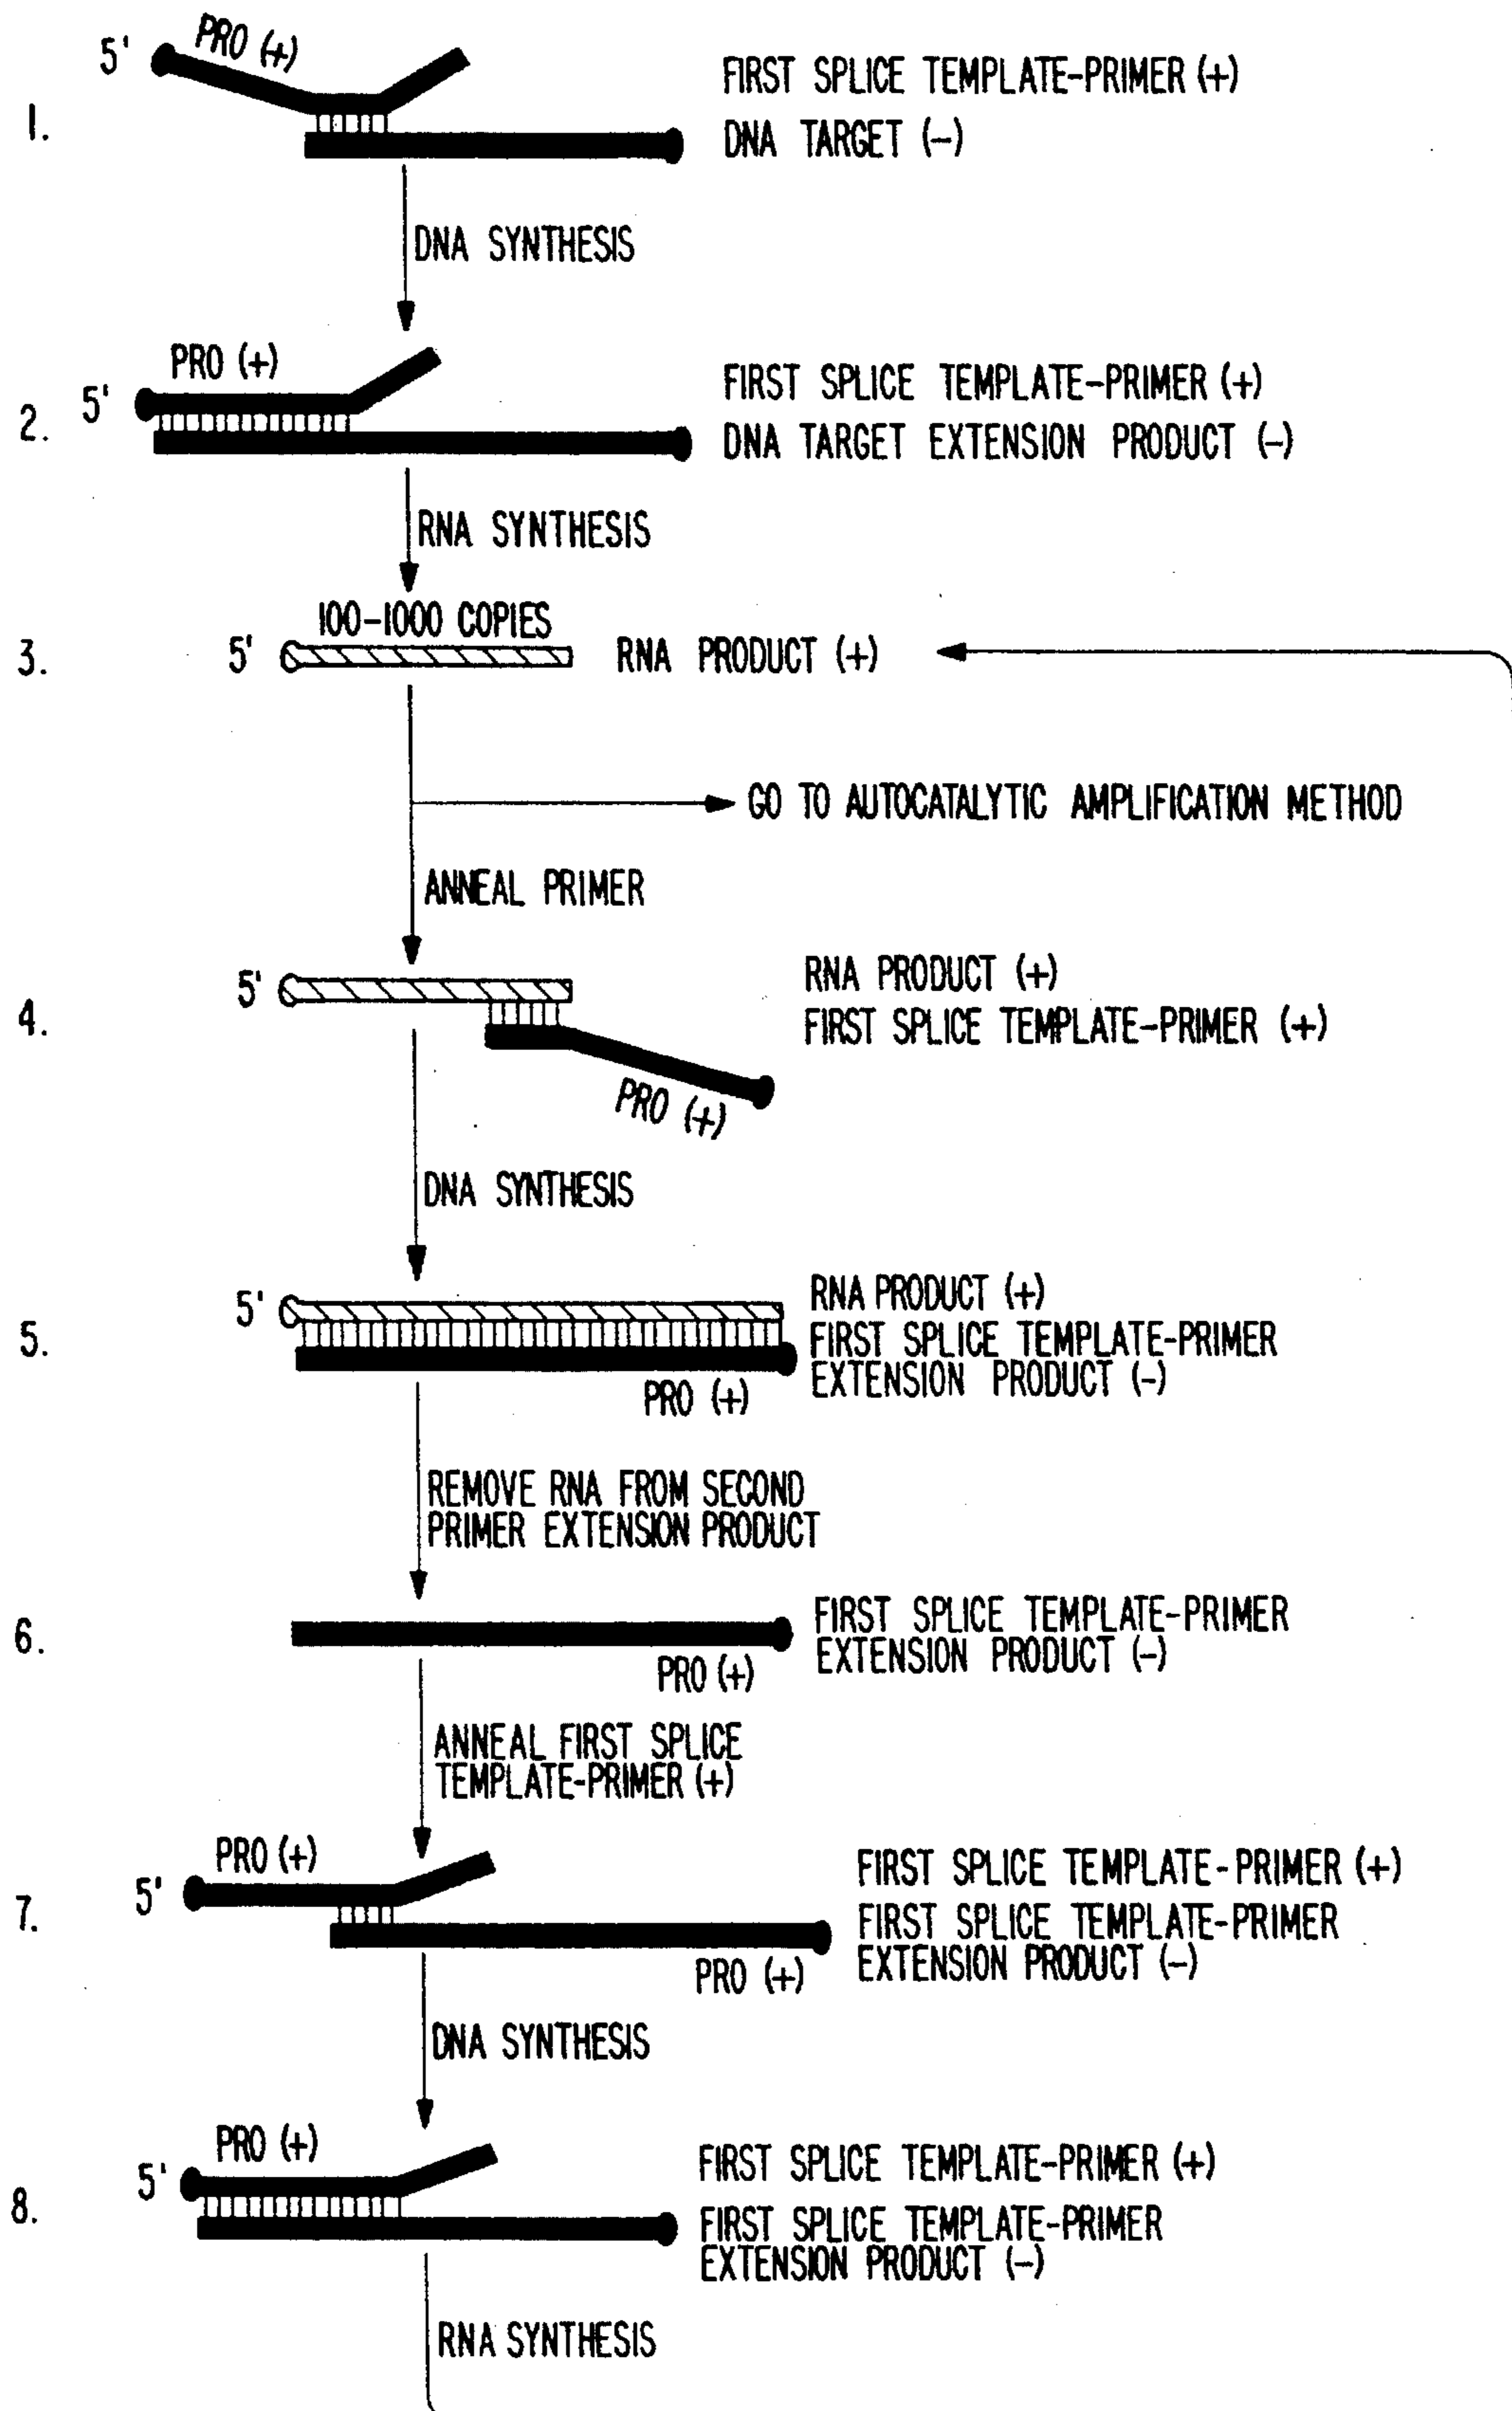 5' PRO (+)
1.
FIRST SPLICE TEMPLATE-PRIMER (+)
DNA TARGET (-)
DNA SYNTHESIS
PRO (+)
5'
2.
FIRST SPLICE TEMPLATE-PRIMER (+)
DNA TARGET EXTENSION PRODUCT (-)
RNA SYNTHESIS
100-1000 COPIES
3.
5'
RNA PRODUCT (+)
GO TO AUTOCATALYTIC AMPLIFICATION METHOD
ANNEAL PRIMER
4.
5'
RNA PRODUCT (+)
FIRST SPLICE TEMPLATE-PRIMER (+)
PRO (+)
DNA SYNTHESIS
5.
5'
RNA PRODUCT (+)
FIRST SPLICE TEMPLATE-PRIMER
EXTENSION PRODUCT (-)
PRO (+)
REMOVE RNA FROM SECOND
PRIMER EXTENSION PRODUCT
6.
FIRST SPLICE TEMPLATE-PRIMER
EXTENSION PRODUCT (-)
PRO (+)
ANNEAL FIRST SPLICE
TEMPLATE-PRIMER (+)
PRO (+)
5'
7.
FIRST SPLICE TEMPLATE-PRIMER (+)
FIRST SPLICE TEMPLATE-PRIMER
EXTENSION PRODUCT (-)
PRO (+)
DNA SYNTHESIS
PRO (+)
5'
8.
FIRST SPLICE TEMPLATE-PRIMER (+)
FIRST SPLICE TEMPLATE-PRIMER
EXTENSION PRODUCT (-)
RNA SYNTHESIS